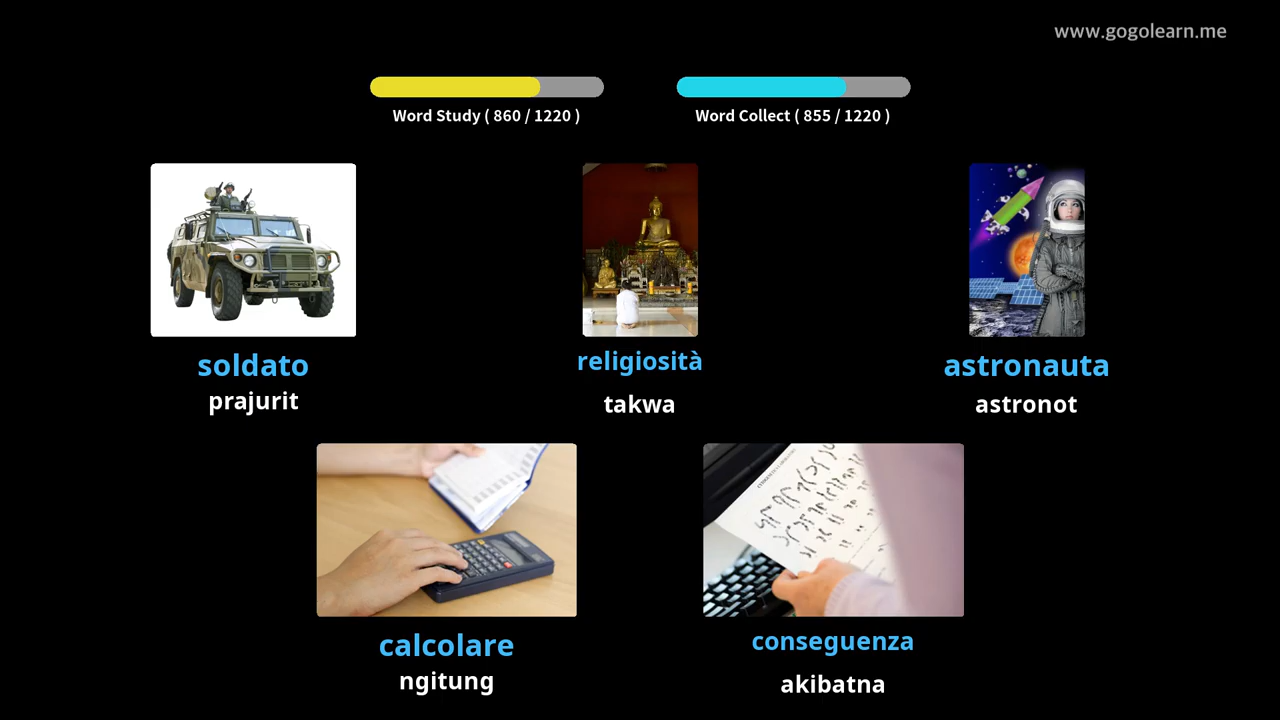 www.gogolearn.me
Word Study ( 860 / 1220 )
Word Collect ( 855 / 1220 )
soldato
prajurit
religiosità
takwa
astronauta
astronot
calcolare
ngitung
conseguenza
akibatna